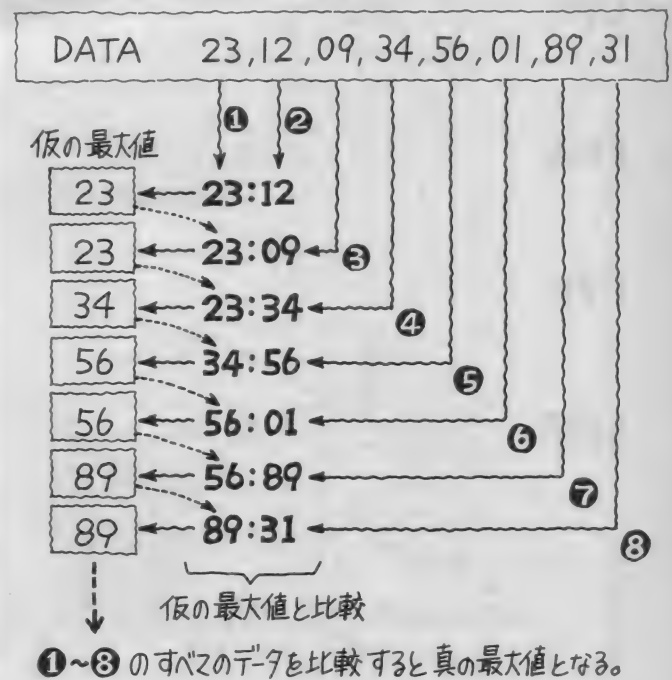 DATA 23,12,09,34,56,01,89,31
❶ ❷
仮の最大値
23 23:12
23 23:09 ❸
34 23:34 ❹
56 34:56 ❺
56 56:01 ❻
89 56:89 ❼
89 89:31 ❽
仮の最大値と比較
❶~❽のすべてのデータを比較すると真の最大値となる。